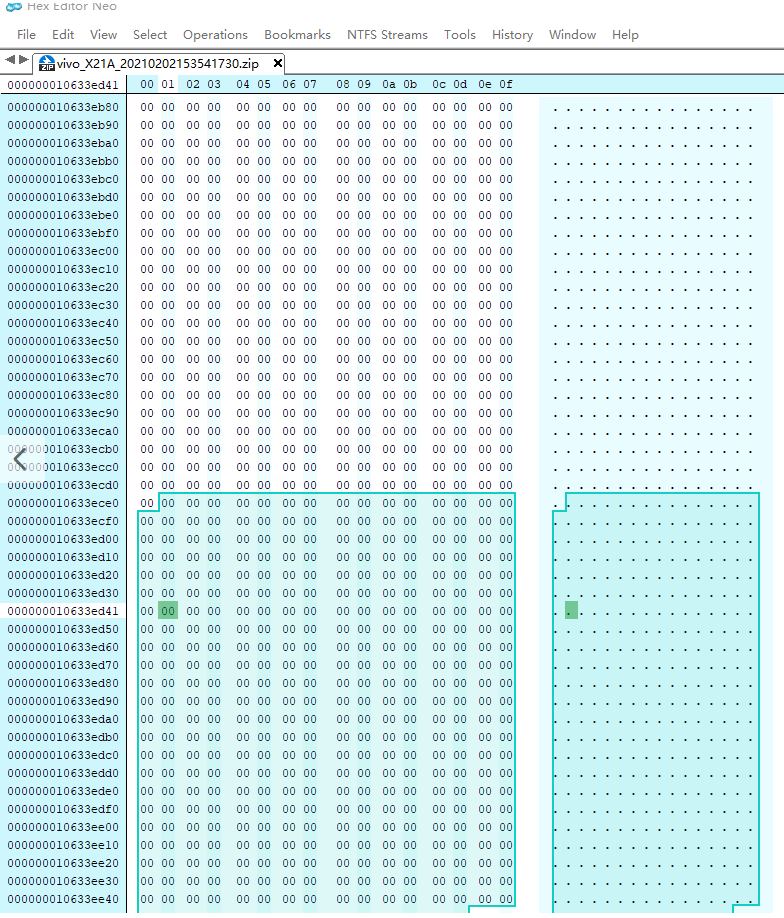 Hex Editor Neo
File Edit View Select Operations Bookmarks NTFS Streams Tools History Window Help
vivo_X21A_20210202153541730.zip
000000010633ed41 00 01 02 03 04 05 06 07 08 09 0a 0b 0c 0d 0e 0f
000000010633eb80 00 00 00 00 00 00 00 00 00 00 00 00 00 00 00 00 ................
000000010633eb90 00 00 00 00 00 00 00 00 00 00 00 00 00 00 00 00 ................
000000010633eba0 00 00 00 00 00 00 00 00 00 00 00 00 00 00 00 00 ................
000000010633ebb0 00 00 00 00 00 00 00 00 00 00 00 00 00 00 00 00 ................
000000010633ebc0 00 00 00 00 00 00 00 00 00 00 00 00 00 00 00 00 ................
000000010633ebd0 00 00 00 00 00 00 00 00 00 00 00 00 00 00 00 00 ................
000000010633ebe0 00 00 00 00 00 00 00 00 00 00 00 00 00 00 00 00 ................
000000010633ebf0 00 00 00 00 00 00 00 00 00 00 00 00 00 00 00 00 ................
000000010633ec00 00 00 00 00 00 00 00 00 00 00 00 00 00 00 00 00 ................
000000010633ec10 00 00 00 00 00 00 00 00 00 00 00 00 00 00 00 00 ................
000000010633ec20 00 00 00 00 00 00 00 00 00 00 00 00 00 00 00 00 ................
000000010633ec30 00 00 00 00 00 00 00 00 00 00 00 00 00 00 00 00 ................
000000010633ec40 00 00 00 00 00 00 00 00 00 00 00 00 00 00 00 00 ................
000000010633ec50 00 00 00 00 00 00 00 00 00 00 00 00 00 00 00 00 ................
000000010633ec60 00 00 00 00 00 00 00 00 00 00 00 00 00 00 00 00 ................
000000010633ec70 00 00 00 00 00 00 00 00 00 00 00 00 00 00 00 00 ................
000000010633ec80 00 00 00 00 00 00 00 00 00 00 00 00 00 00 00 00 ................
000000010633ec90 00 00 00 00 00 00 00 00 00 00 00 00 00 00 00 00 ................
000000010633eca0 00 00 00 00 00 00 00 00 00 00 00 00 00 00 00 00 ................
000000010633ecb0 00 00 00 00 00 00 00 00 00 00 00 00 00 00 00 00 ................
000000010633ecc0 00 00 00 00 00 00 00 00 00 00 00 00 00 00 00 00 ................
000000010633ecd0 00 00 00 00 00 00 00 00 00 00 00 00 00 00 00 00 ................
000000010633ece0 00 00 00 00 00 00 00 00 00 00 00 00 00 00 00 00 ................
000000010633ecf0 00 00 00 00 00 00 00 00 00 00 00 00 00 00 00 00 ................
000000010633ed00 00 00 00 00 00 00 00 00 00 00 00 00 00 00 00 00 ................
000000010633ed10 00 00 00 00 00 00 00 00 00 00 00 00 00 00 00 00 ................
000000010633ed20 00 00 00 00 00 00 00 00 00 00 00 00 00 00 00 00 ................
000000010633ed30 00 00 00 00 00 00 00 00 00 00 00 00 00 00 00 00 ................
000000010633ed41 00 00 00 00 00 00 00 00 00 00 00 00 00 00 00 00 ................
000000010633ed50 00 00 00 00 00 00 00 00 00 00 00 00 00 00 00 00 ................
000000010633ed60 00 00 00 00 00 00 00 00 00 00 00 00 00 00 00 00 ................
000000010633ed70 00 00 00 00 00 00 00 00 00 00 00 00 00 00 00 00 ................
000000010633ed80 00 00 00 00 00 00 00 00 00 00 00 00 00 00 00 00 ................
000000010633ed90 00 00 00 00 00 00 00 00 00 00 00 00 00 00 00 00 ................
000000010633eda0 00 00 00 00 00 00 00 00 00 00 00 00 00 00 00 00 ................
000000010633edb0 00 00 00 00 00 00 00 00 00 00 00 00 00 00 00 00 ................
000000010633edc0 00 00 00 00 00 00 00 00 00 00 00 00 00 00 00 00 ................
000000010633edd0 00 00 00 00 00 00 00 00 00 00 00 00 00 00 00 00 ................
000000010633ede0 00 00 00 00 00 00 00 00 00 00 00 00 00 00 00 00 ................
000000010633edf0 00 00 00 00 00 00 00 00 00 00 00 00 00 00 00 00 ................
000000010633ee00 00 00 00 00 00 00 00 00 00 00 00 00 00 00 00 00 ................
000000010633ee10 00 00 00 00 00 00 00 00 00 00 00 00 00 00 00 00 ................
000000010633ee20 00 00 00 00 00 00 00 00 00 00 00 00 00 00 00 00 ................
000000010633ee30 00 00 00 00 00 00 00 00 00 00 00 00 00 00 00 00 ................
000000010633ee40 00 00 00 00 00 00 00 00 00 00 00 00 00 00 00 00 ................